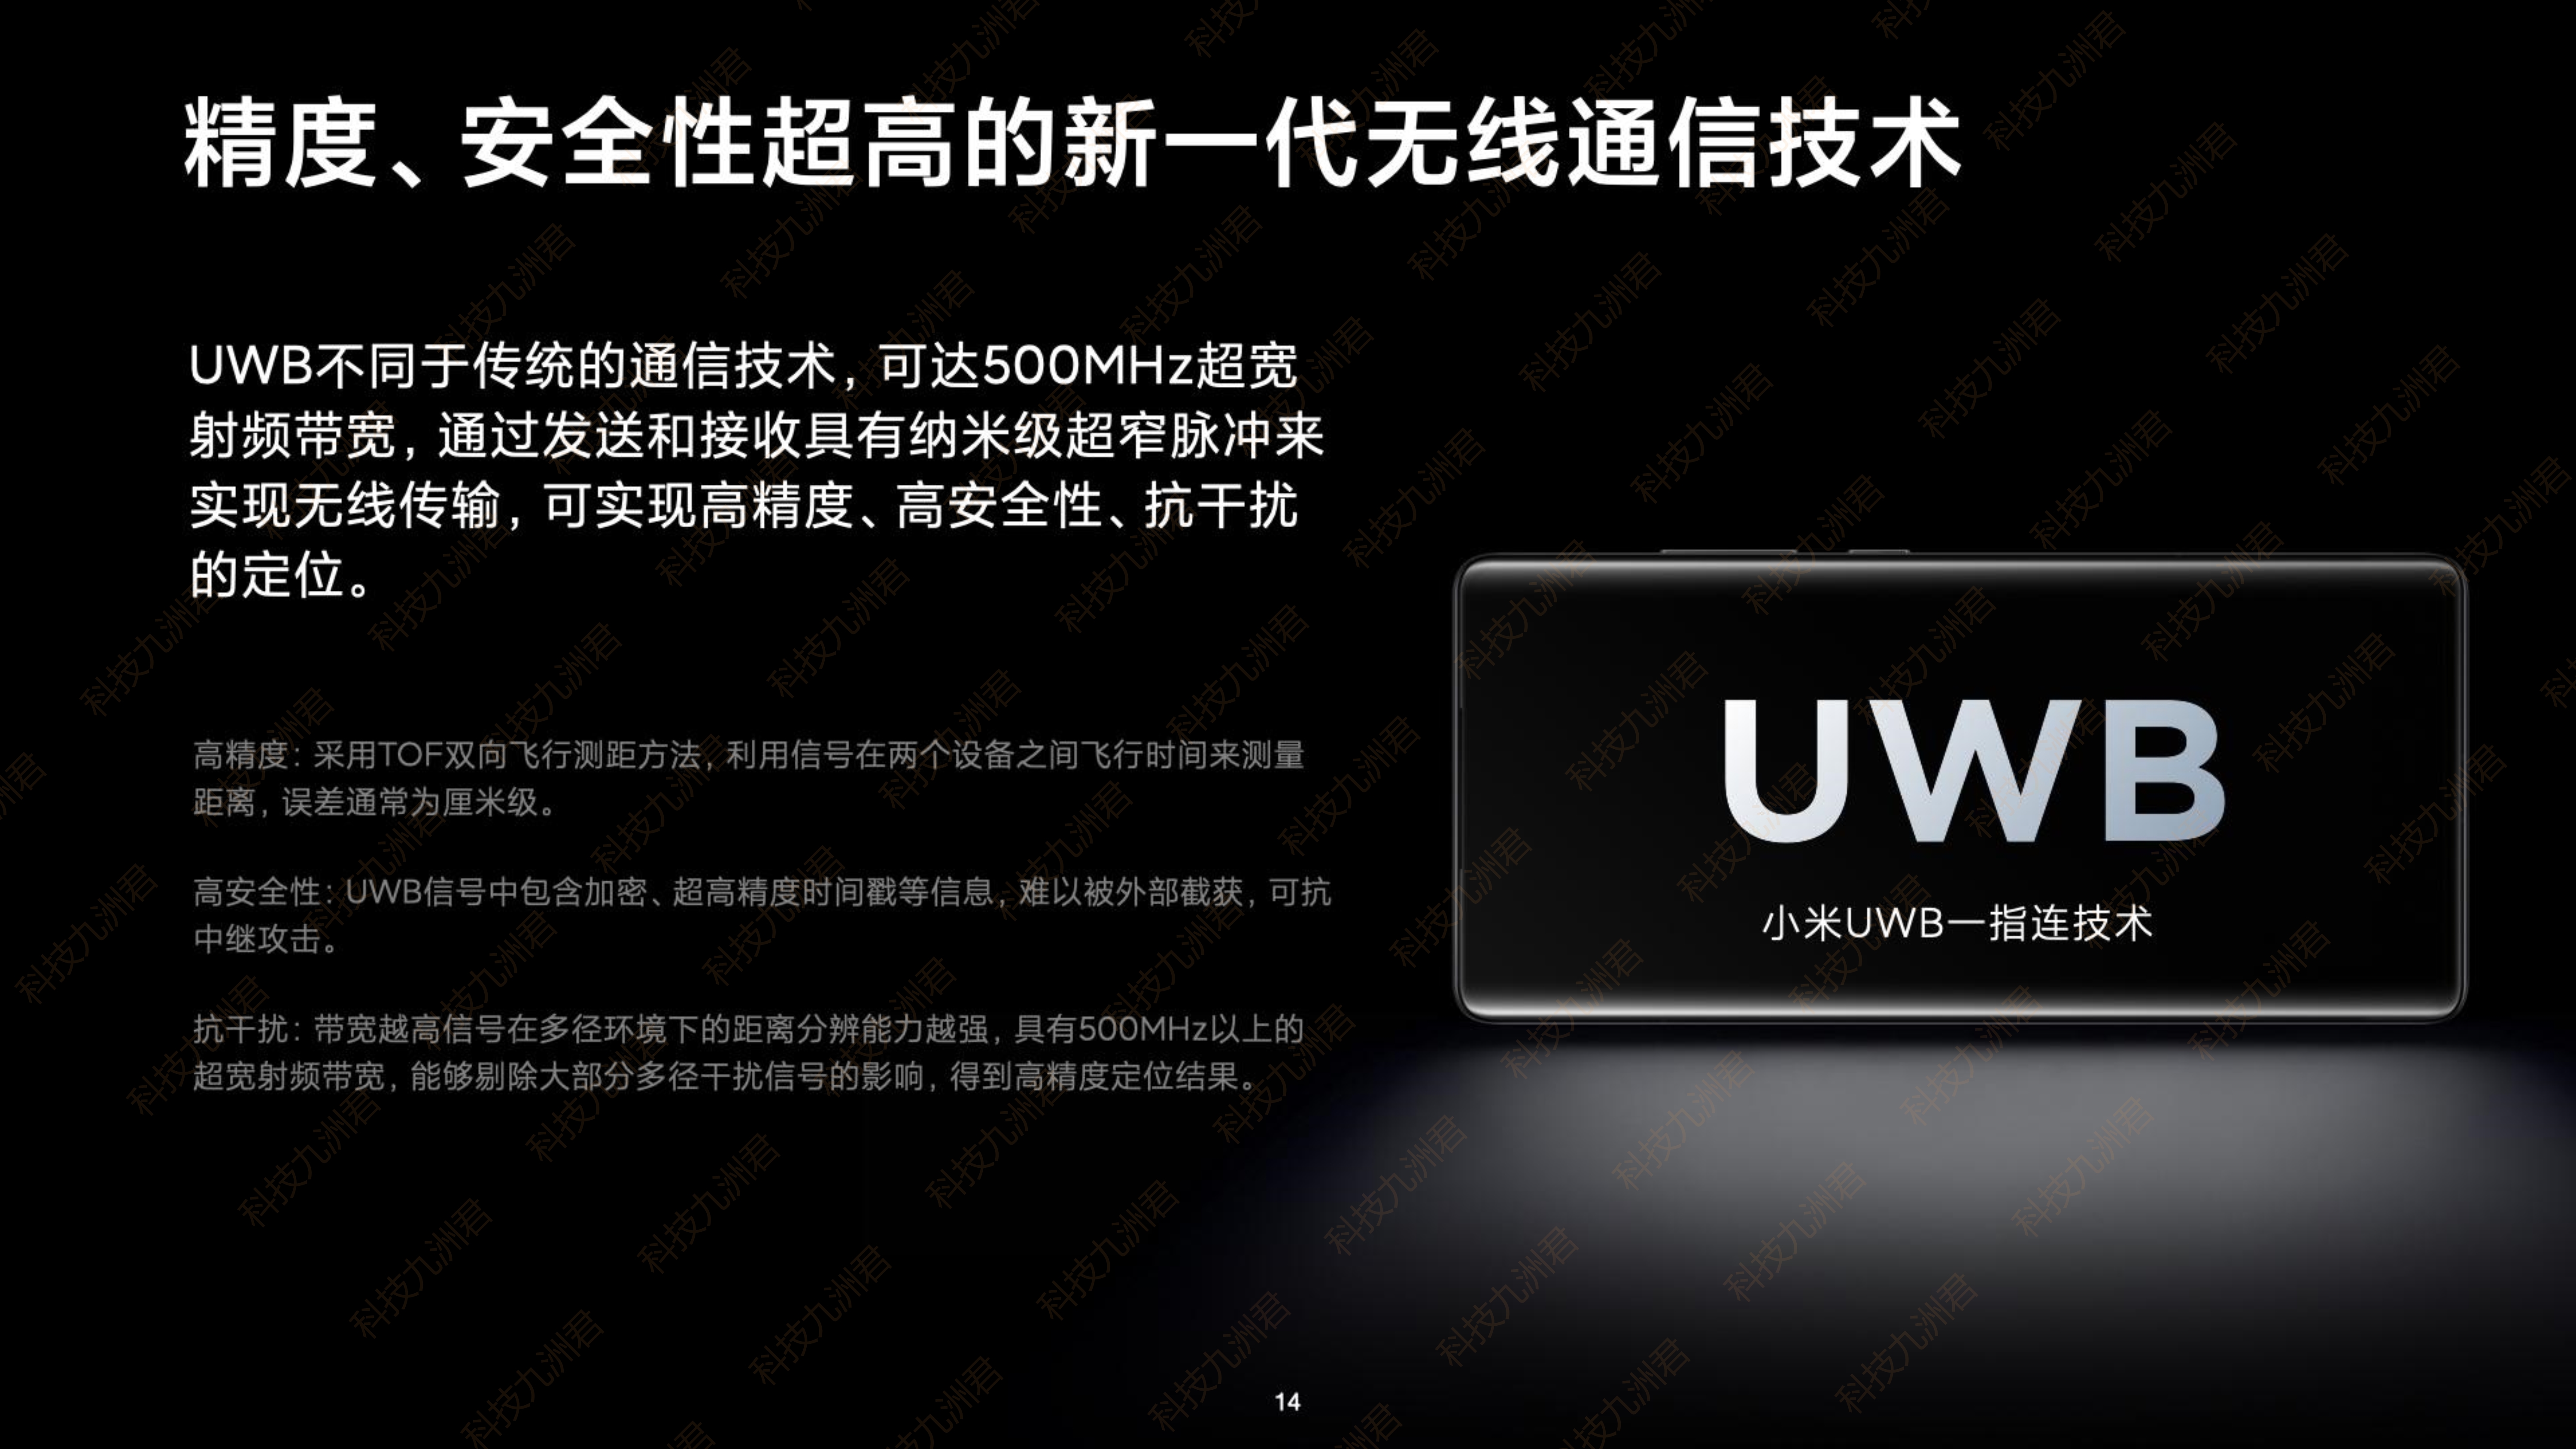 精度、安全性超高的新一代无线通信技术
UWB不同于传统的通信技术，可达500MHz超宽
射频带宽，通过发送和接收具有纳米级超窄脉冲来
实现无线传输，可实现高精度、高安全性、抗干扰
的定位。
高精度：采用TOF双向飞行测距方法，利用信号在两个设备之间飞行时间来测量
距离，误差通常为厘米级。
高安全性：UWB信号中包含加密、超高精度时间戳等信息，难以被外部截获，可抗
中继攻击。
抗干扰：带宽越高信号在多径环境下的距离分辨能力越强，具有500MHz以上的
超宽射频带宽，能够剔除大部分多径干扰信号的影响，得到高精度定位结果。
UWB
小米UWB一指连技术
14
科技九洲君